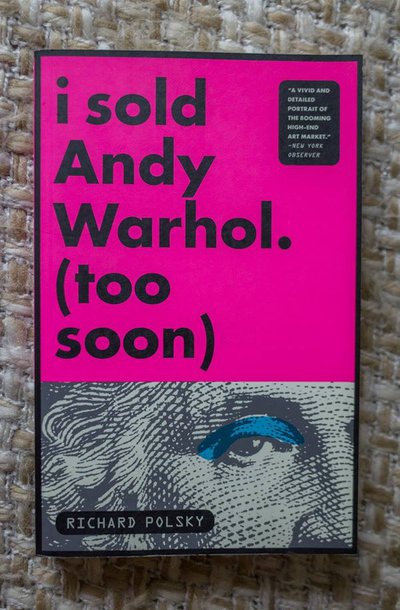 i sold
Andy
Warhol.
(too
soon)
"A VIVID AND
DETAILED
PORTRAIT OF
THE BOOMING
HIGH-END
ART MARKET."
—NEW YORK
OBSERVER
RICHARD POLSKY